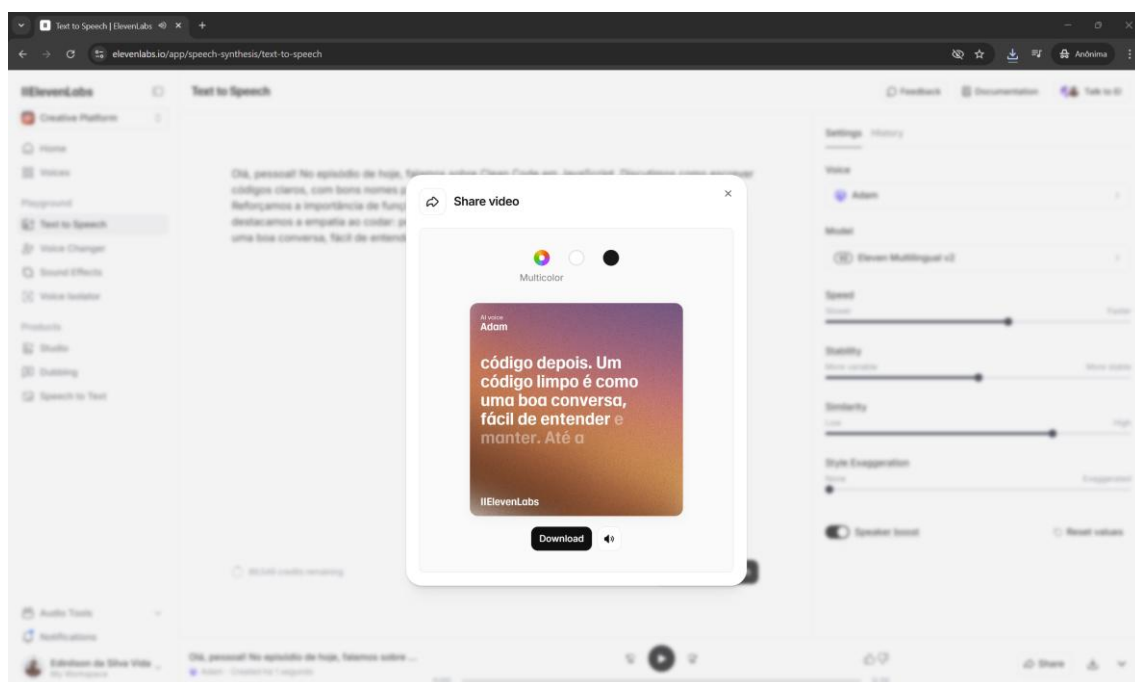 Text to Speech | ElevenLabs
elevenlabs.io/app/speech-synthesis/text-to-speech
Anônima
IIElevenLabs
Text to Speech
Feedback
Documentation
Talk to El
Creative Platform
Home
Voices
Playground
Text to Speech
Voice Changer
Sound Effects
Voice Isolator
Products
Studio
Dubbing
Speech to Text
Olá, pessoal! No episódio de hoje, falamos sobre Clean Code em JavaScript. Discutimos como escrever
códigos claros, com bons nomes
Reforçamos a importância de
destacamos a empatia ao codar:
uma boa conversa, fácil de
Share video
Multicolor
AI voice
Adam
código depois. Um
código limpo é como
uma boa conversa,
fácil de entender e
manter. Até a
IIElevenLabs
Download
Settings History
Voice
Adam
Model
Eleven Multilingual v2
Speed
Slower Faster
Stability
More variable More stable
Similarity
Low High
Style Exaggeration
None Exaggerated
Speaker boost
Reset values
credits remaining
Audio Tools
Notifications
Edmilson da Silva Vida
My Workspace
Olá, pessoal! No episódio de hoje, falamos sobre ...
Adam
Share